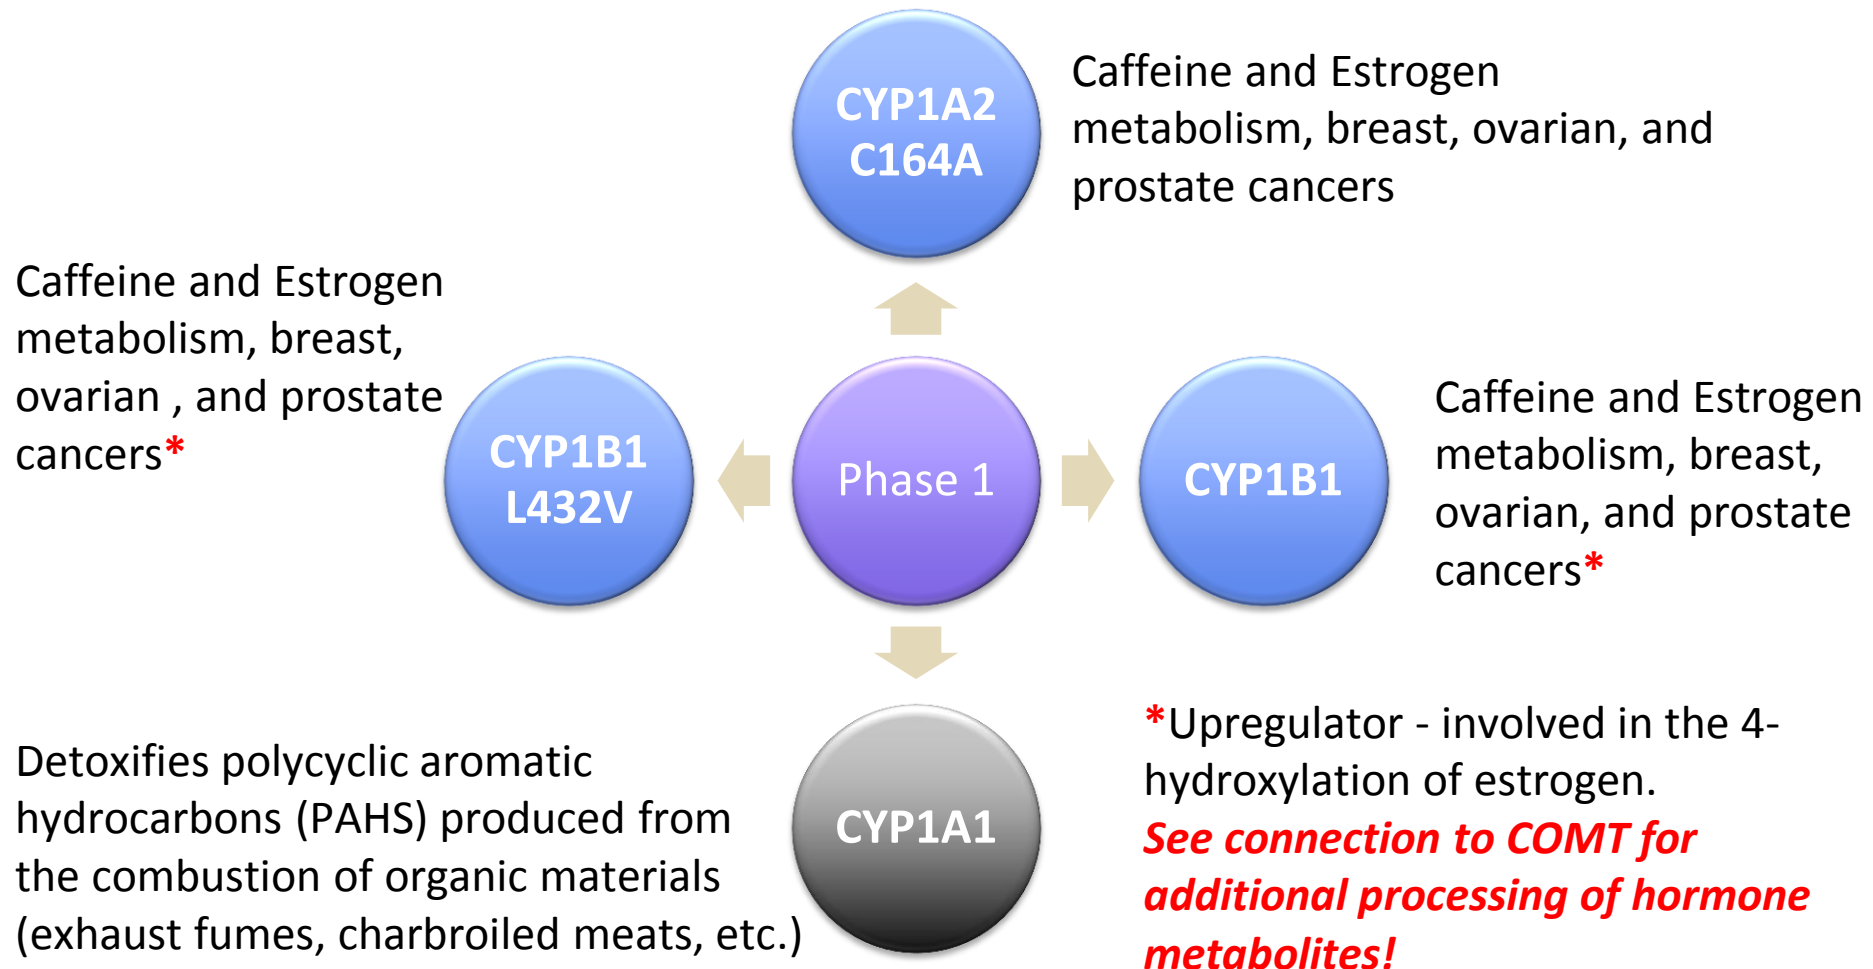 CYP1A2
C164A
Caffeine and Estrogen
metabolism, breast, ovarian, and
prostate cancers
Caffeine and Estrogen
metabolism, breast,
ovarian , and prostate
cancers*
CYP1B1
L432V
Phase 1
CYP1B1
Caffeine and Estrogen
metabolism, breast,
ovarian, and prostate
cancers*
Detoxifies polycyclic aromatic
hydrocarbons (PAHS) produced from
the combustion of organic materials
(exhaust fumes, charbroiled meats, etc.)
CYP1A1
*Upregulator - involved in the 4-
hydroxylation of estrogen.
See connection to COMT for
additional processing of hormone
metabolites!